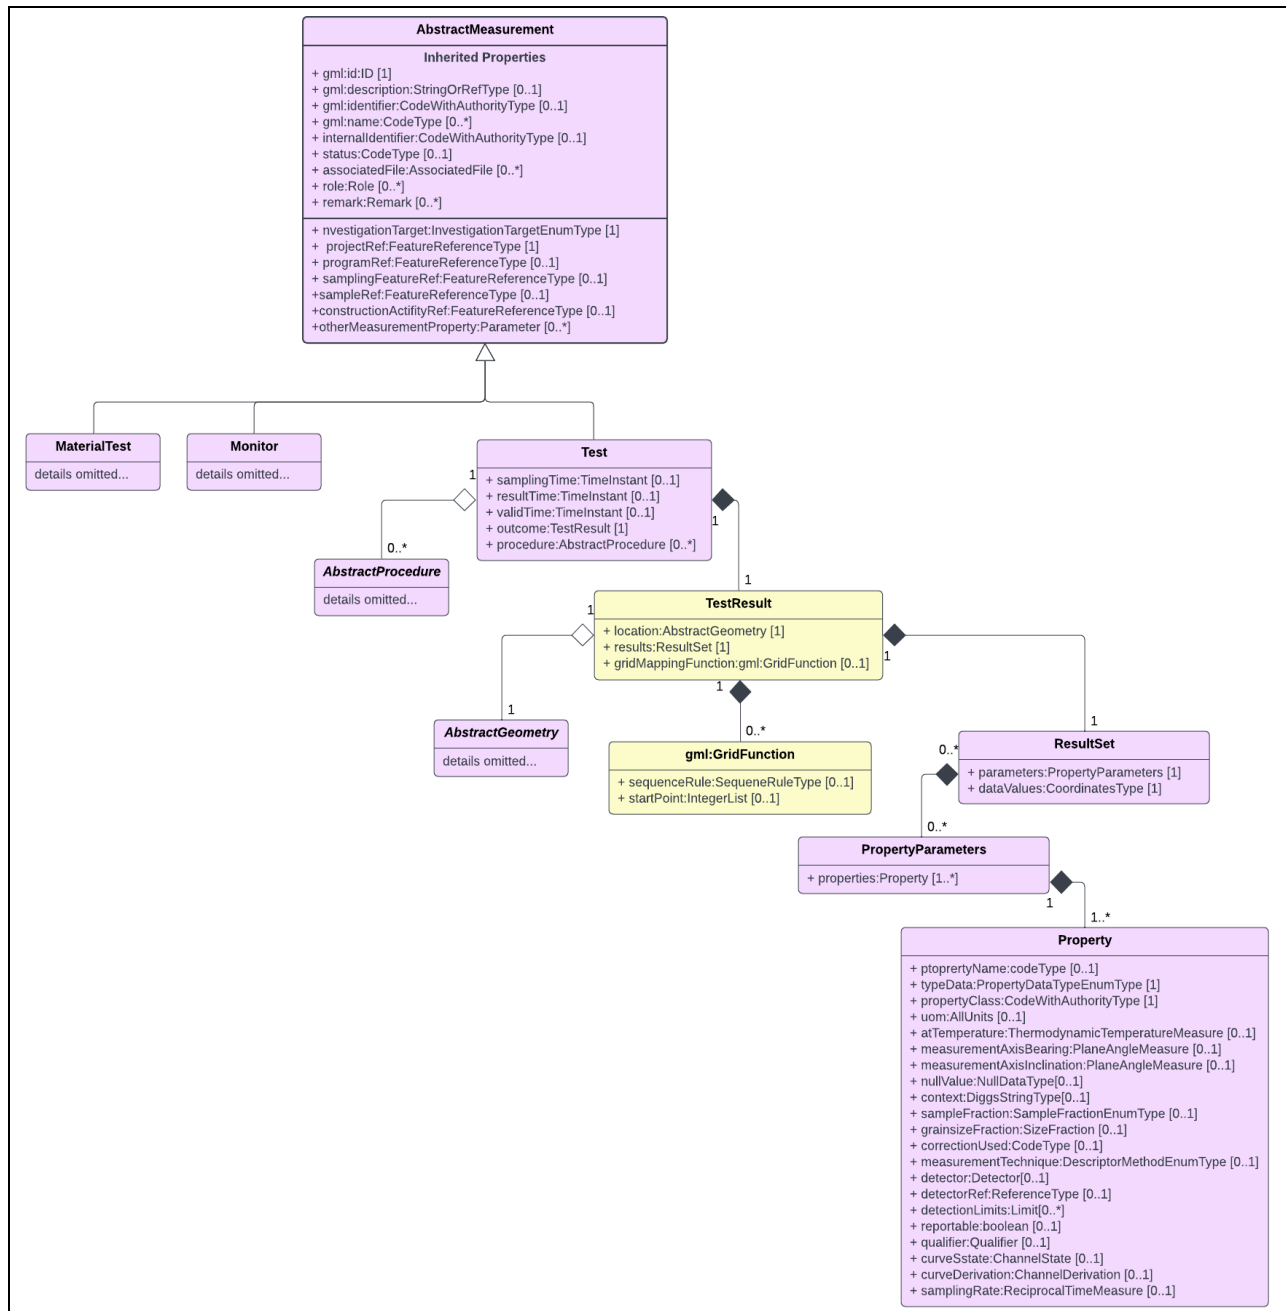 AbstractMeasurement
Inherited Properties
+ gml:id:ID [1]
+ gml:description:StringOrRefType [0..1]
+ gml:identifier:CodeWithAuthorityType [0..1]
+ gml:name:CodeType [0..*]
+ internalIdentifier:CodeWithAuthorityType [0..1]
+ status:CodeType [0..1]
+ associatedFile:AssociatedFile [0..*]
+ role:Role [0..*]
+ remark:Remark [0..*]
+ nvestigationTarget:InvestigationTargetEnumType [1]
+ projectRef:FeatureReferenceType [1]
+ programRef:FeatureReferenceType [0..1]
+ samplingFeatureRef:FeatureReferenceType [0..1]
+sampleRef:FeatureReferenceType [0..1]
+constructionActifityRef:FeatureReferenceType [0..1]
+otherMeasurementProperty:Parameter [0..*]
MaterialTest
details omitted...
Monitor
details omitted...
Test
+ samplingTime:TimeInstant [0..1]
+ resultTime:TimeInstant [0..1]
+ validTime:TimeInstant [0..1]
+ outcome:TestResult [1]
+ procedure:AbstractProcedure [0..*]
1
0..*
1
1
AbstractProcedure
details omitted...
TestResult
+ location:AbstractGeometry [1]
+ results:ResultSet [1]
+ gridMappingFunction:gml:GridFunction [0..1]
1
1
1
0..*
1
1
AbstractGeometry
details omitted...
gml:GridFunction
+ sequenceRule:SequeneRuleType [0..1]
+ startPoint:IntegerList [0..1]
ResultSet
+ parameters:PropertyParameters [1]
+ dataValues:CoordinatesType [1]
0..*
0..*
PropertyParameters
+ properties:Property [1..*]
1
1..*
Property
+ ptoprertyName:codeType [0..1]
+ typeData:PropertyDataTypeEnumType [1]
+ propertyClass:CodeWithAuthorityType [1]
+ uom:AllUnits [0..1]
+ atTemperature:ThermodynamicTemperatureMeasure [0..1]
+ measurementAxisBearing:PlaneAngleMeasure [0..1]
+ measurementAxisInclination:PlaneAngleMeasure [0..1]
+ nullValue:NullDataType[0..1]
+ context:DiggsStringType[0..1]
+ sampleFraction:SampleFractionEnumType [0..1]
+ grainsizeFraction:SizeFraction [0..1]
+ correctionUsed:CodeType [0..1]
+ measurementTechnique:DescriptorMethodEnumType [0..1]
+ detector:Detector[0..1]
+ detectorRef:ReferenceType [0..1]
+ detectionLimits:Limit[0..*]
+ reportable:boolean [0..1]
+ qualifier:Qualifier [0..1]
+ curveSstate:ChannelState [0..1]
+ curveDerivation:ChannelDerivation [0..1]
+ samplingRate:ReciprocalTimeMeasure [0..1]